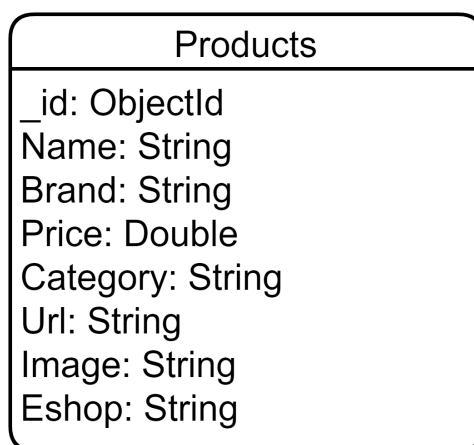 Products
_id: ObjectId
Name: String
Brand: String
Price: Double
Category: String
Url: String
Image: String
Eshop: String